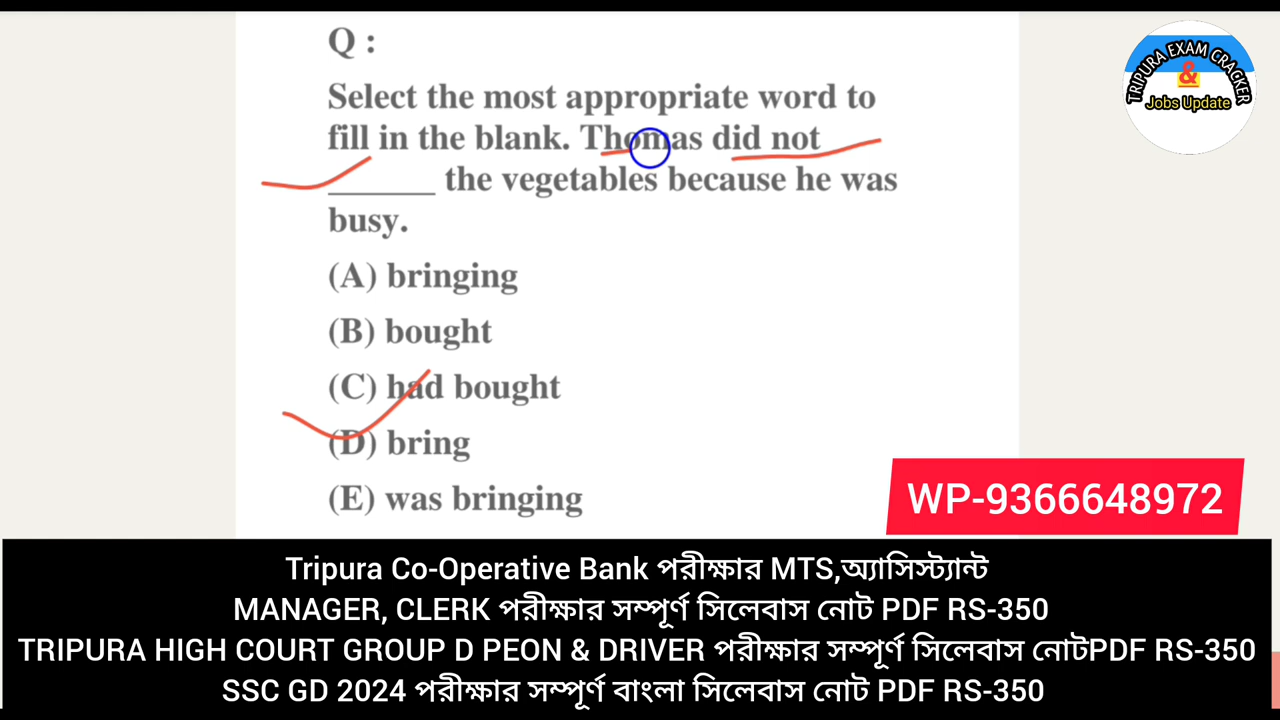 Q :
Select the most appropriate word to
fill in the blank. Thomas did not
______ the vegetables because he was
busy.
(A) bringing
(B) bought
(C) had bought
(D) bring
(E) was bringing
TRIPURA EXAM CRACKER
&
Jobs Update
WP-9366648972
Tripura Co-Operative Bank পরীক্ষার MTS,অ্যাসিস্ট্যান্ট
MANAGER, CLERK পরীক্ষার সম্পূর্ণ সিলেবাস নোট PDF RS-350
TRIPURA HIGH COURT GROUP D PEON & DRIVER পরীক্ষার সম্পূর্ণ সিলেবাস নোটPDF RS-350
SSC GD 2024 পরীক্ষার সম্পূর্ণ বাংলা সিলেবাস নোট PDF RS-350